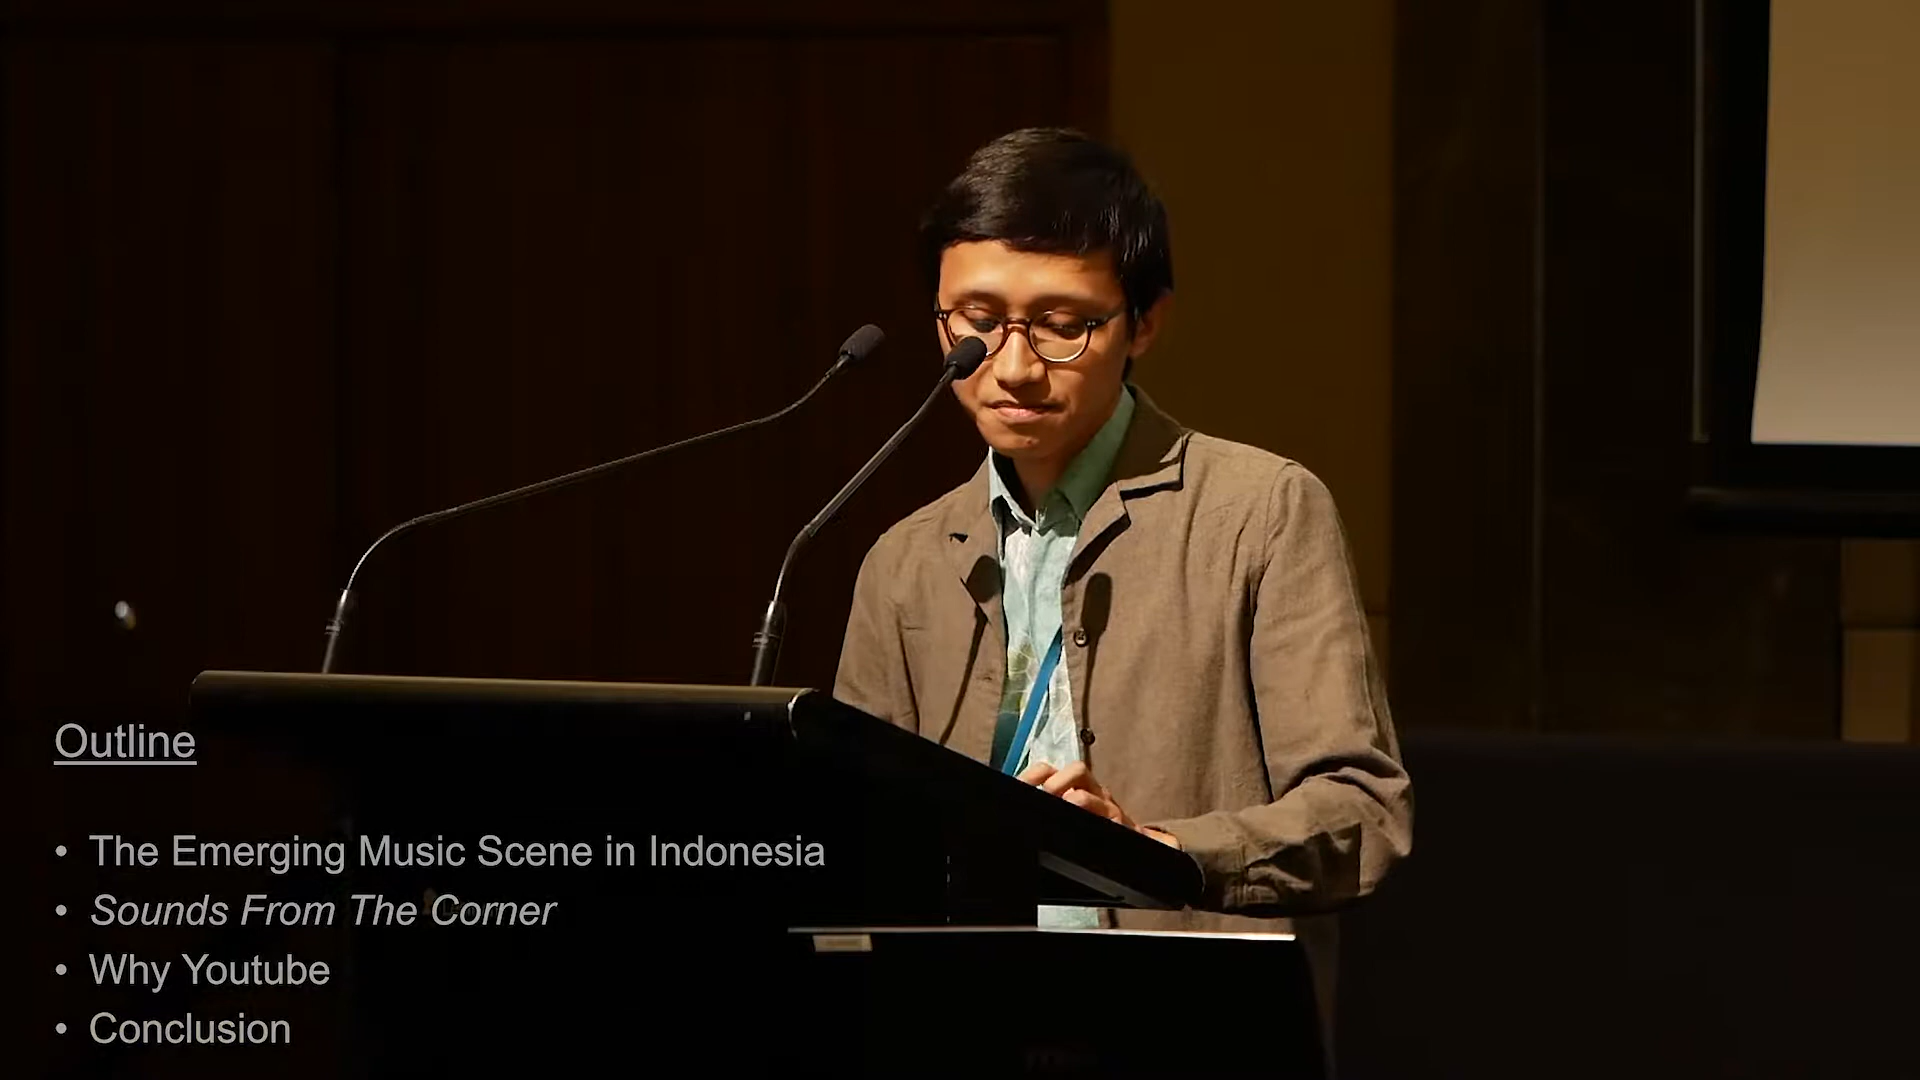 Outline
• The Emerging Music Scene in Indonesia
• Sounds From The Corner
• Why Youtube
• Conclusion